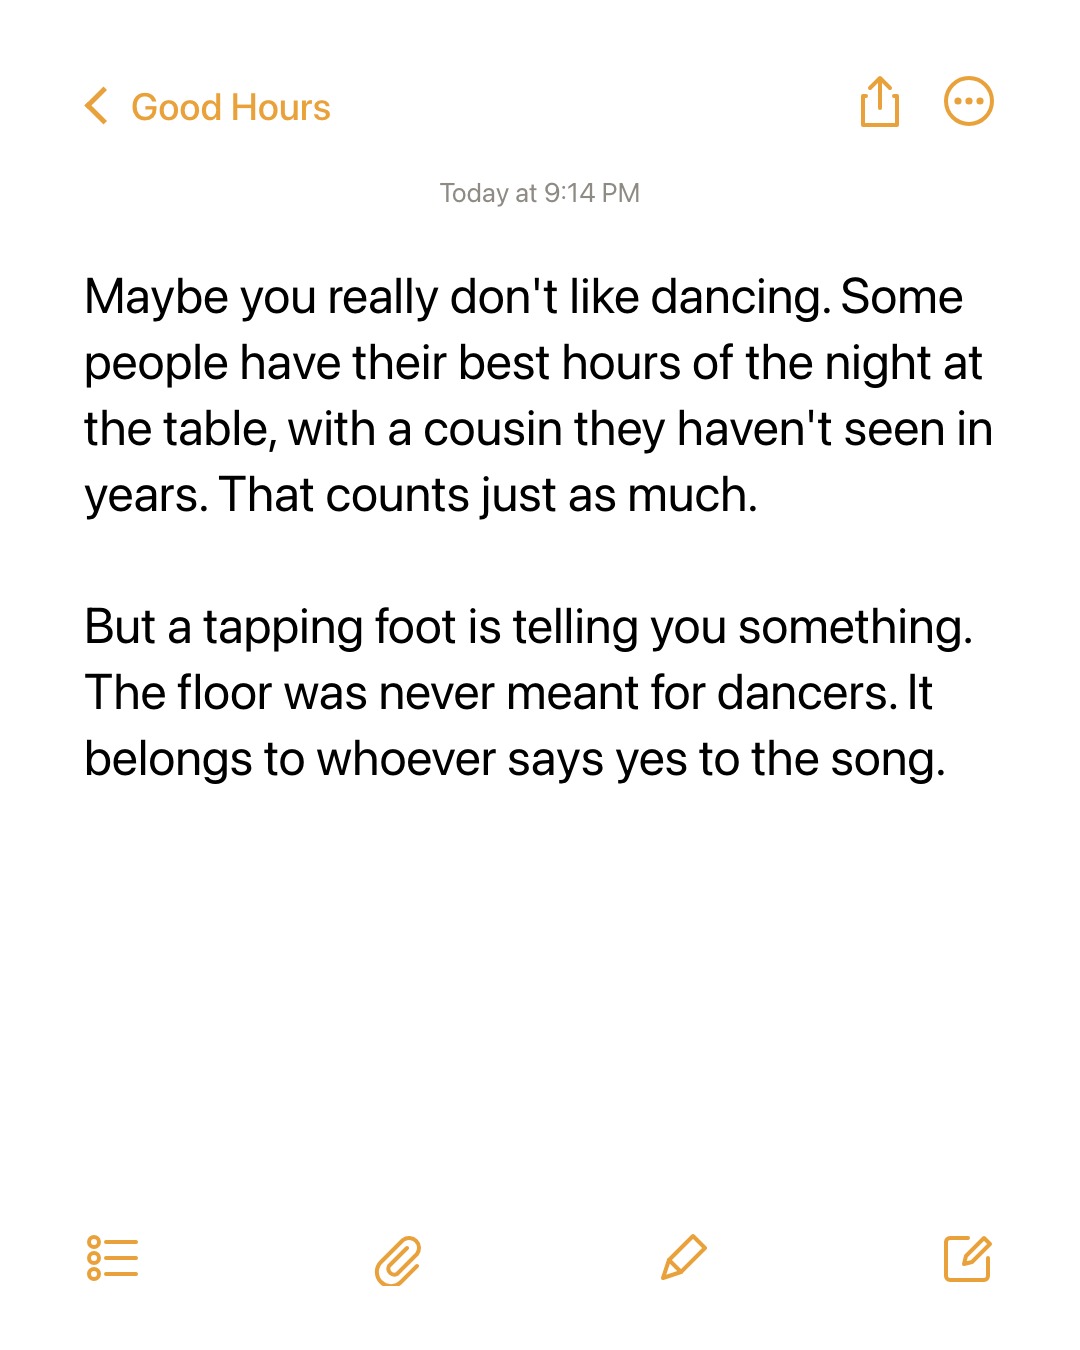 Good Hours
Today at 9:14 PM
Maybe you really don't like dancing. Some
people have their best hours of the night at
the table, with a cousin they haven't seen in
years. That counts just as much.
But a tapping foot is telling you something.
The floor was never meant for dancers. It
belongs to whoever says yes to the song.